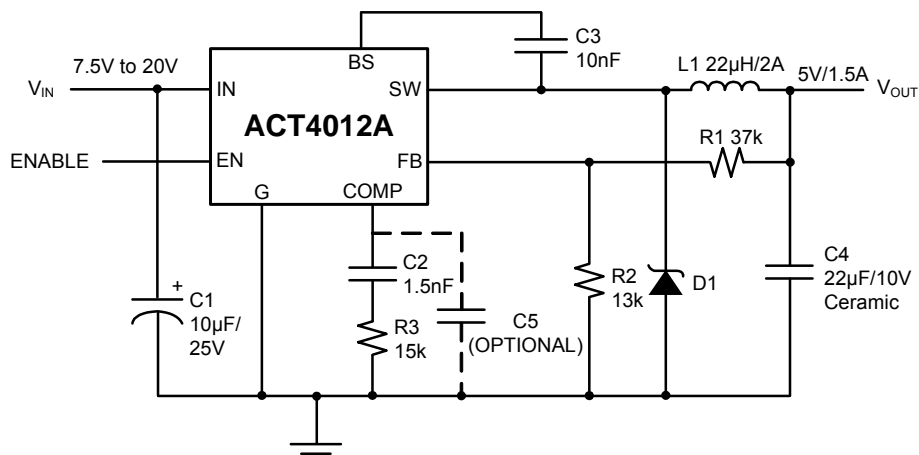 BS
C3
10nF
7.5V to 20V
L1 22µH/2A
5V/1.5A
VIN
IN
SW
VOUT
ACT4012A
R1 37k
ENABLE
EN
FB
G
COMP
C2
1.5nF
R2
13k
D1
C4
22µF/10V
Ceramic
+
C1
10µF/
25V
R3
15k
C5
(OPTIONAL)